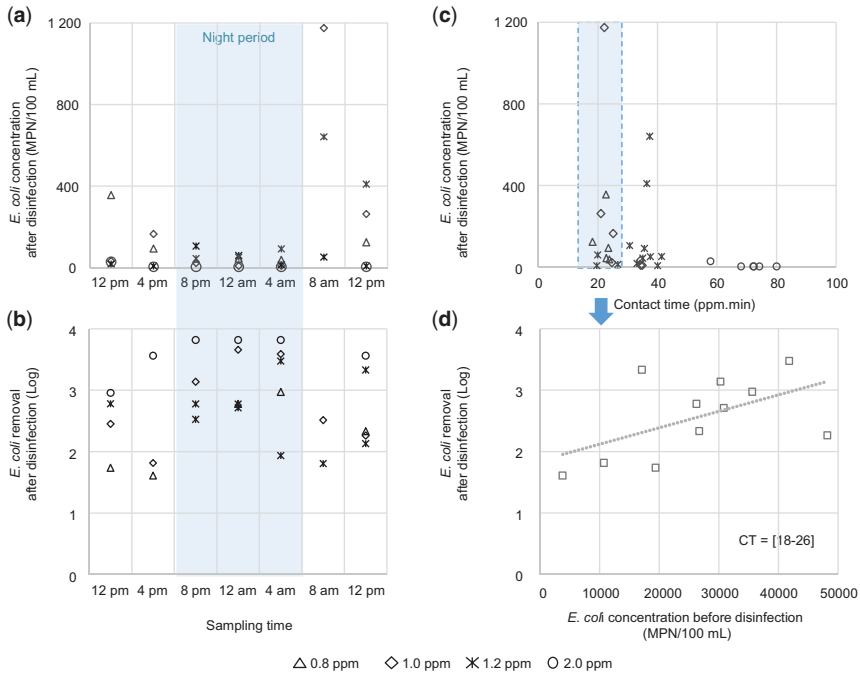 (a)
E. coli concentration
after disinfection (MPN/100 mL)
1 200
800
400
0
Night period
12 pm 4 pm 8 pm 12 am 4 am 8 am 12 pm
(c)
E. coli concentration
after disinfection (MPN/100 mL)
1 200
800
400
0
0 20 40 60 80 100
Contact time (ppm.min)
(b)
E. coli removal
after disinfection (Log)
4
3
2
1
0
12 pm 4 pm 8 pm 12 am 4 am 8 am 12 pm
Sampling time
(d)
E. coli removal
after disinfection (Log)
4
3
2
1
0
CT = [18-26]
0 10000 20000 30000 40000 50000
E. coli concentration before disinfection
(MPN/100 mL)
0.8 ppm 1.0 ppm 1.2 ppm 2.0 ppm